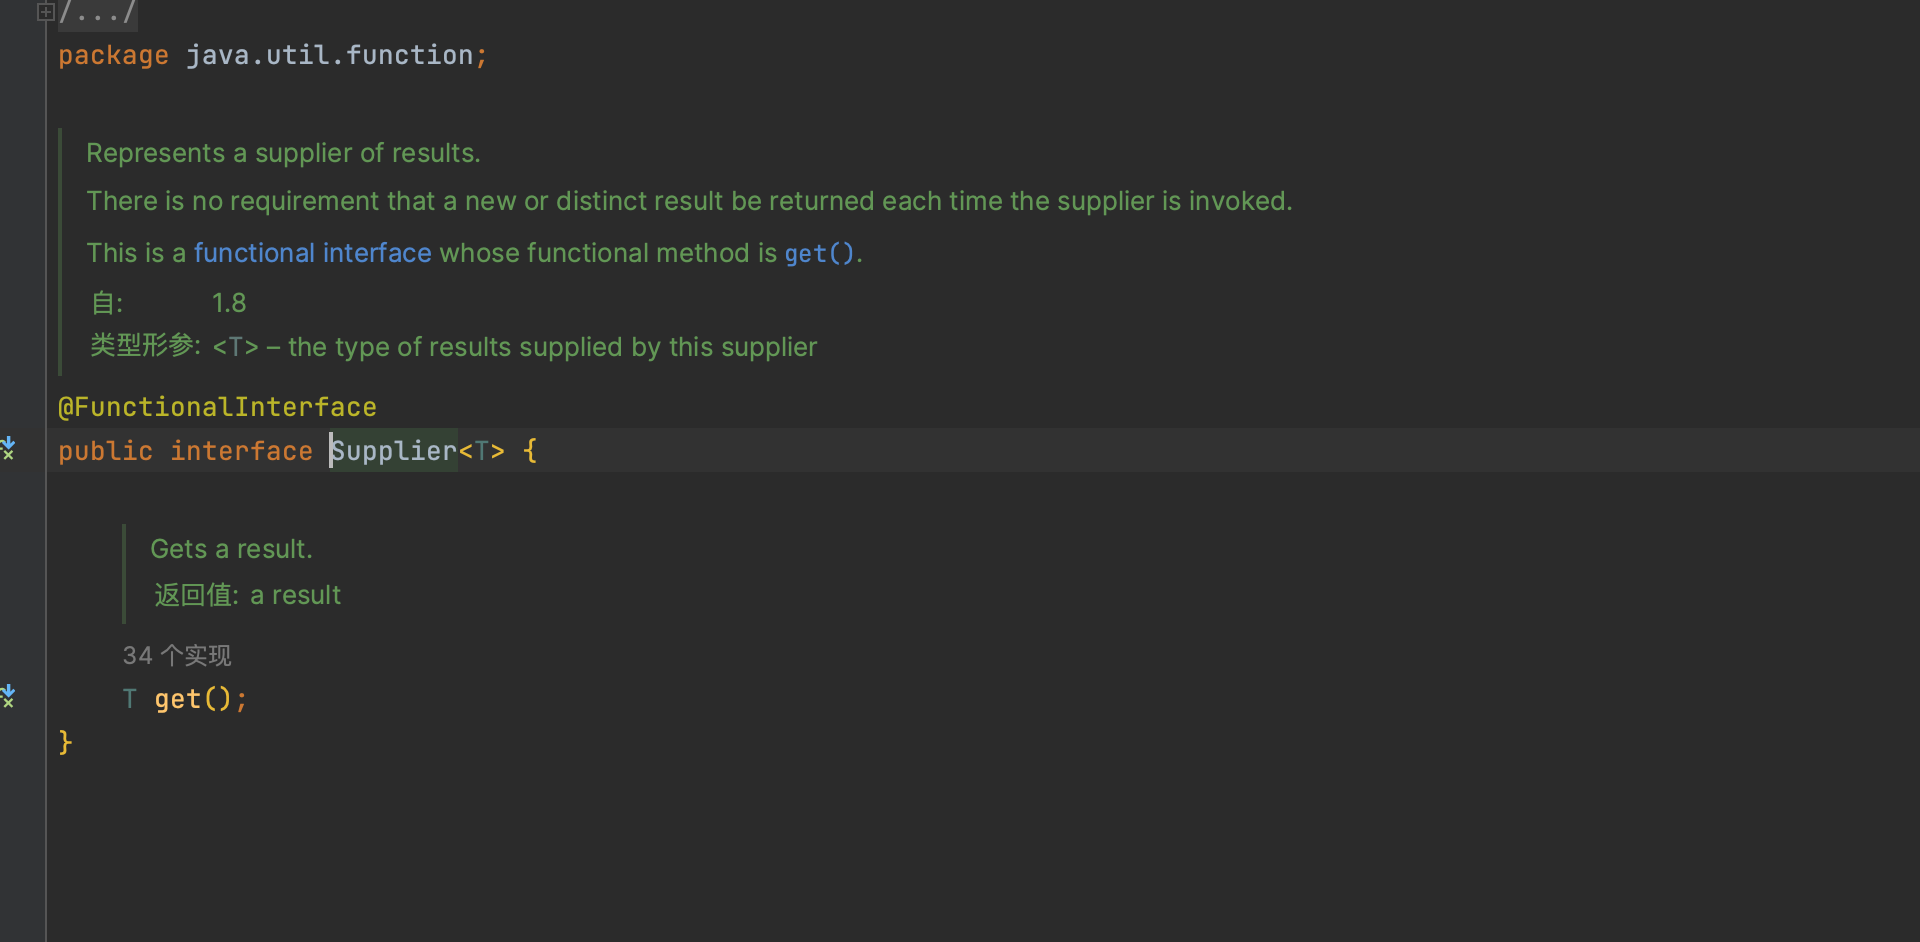 /.../
package java.util.function;
Represents a supplier of results.
There is no requirement that a new or distinct result be returned each time the supplier is invoked.
This is a functional interface whose functional method is get().
自: 1.8
类型形参: <T> – the type of results supplied by this supplier
@FunctionalInterface
public interface Supplier<T> {
Gets a result.
返回值: a result
34 个实现
T get();
}